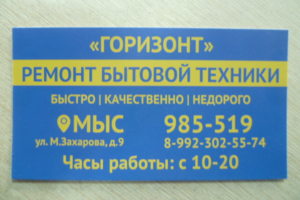 «ГОРИЗОНТ»
РЕМОНТ БЫТОВОЙ ТЕХНИКИ
БЫСТРО | КАЧЕСТВЕННО | НЕДОРОГО
МЫС 985-519
ул. М.Захарова, д.9 8-992-302-55-74
Часы работы: с 10-20